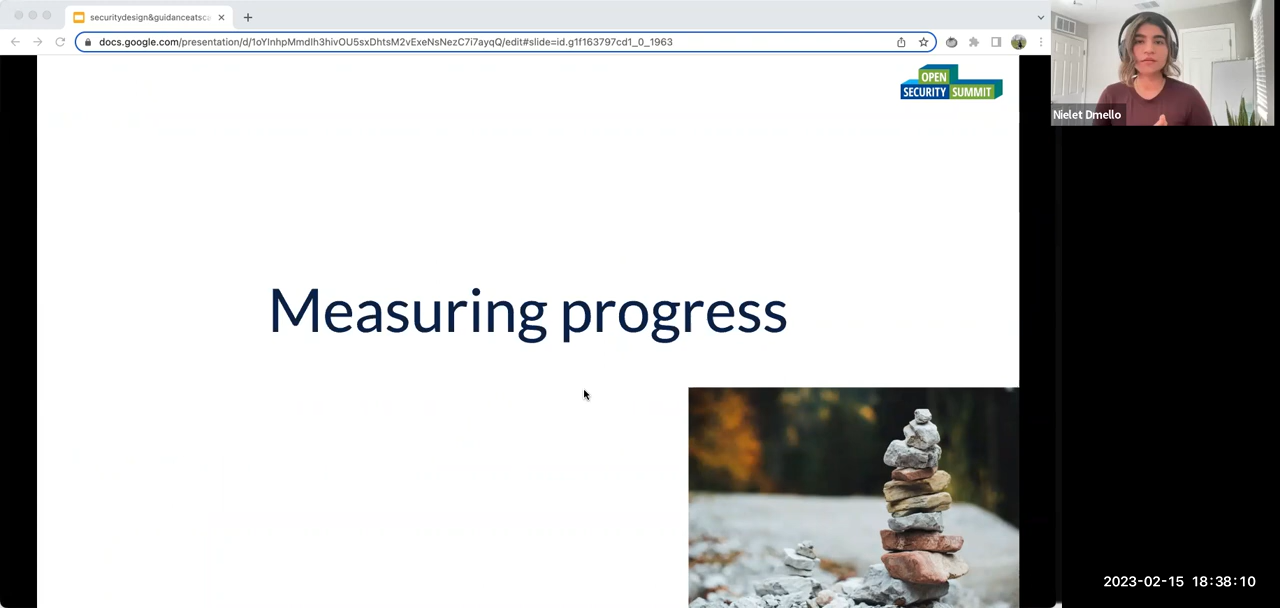 securitydesign&guidanceatsca
docs.google.com/presentation/d/1oYlnhpMmdIh3hivOU5sxDhtsM2vExeNsNezC7i7ayqQ/edit#slide=id.g1f163797cd1_0_1963
OPEN
SECURITY SUMMIT
Nielet Dmello
Measuring progress
2023-02-15 18:38:10